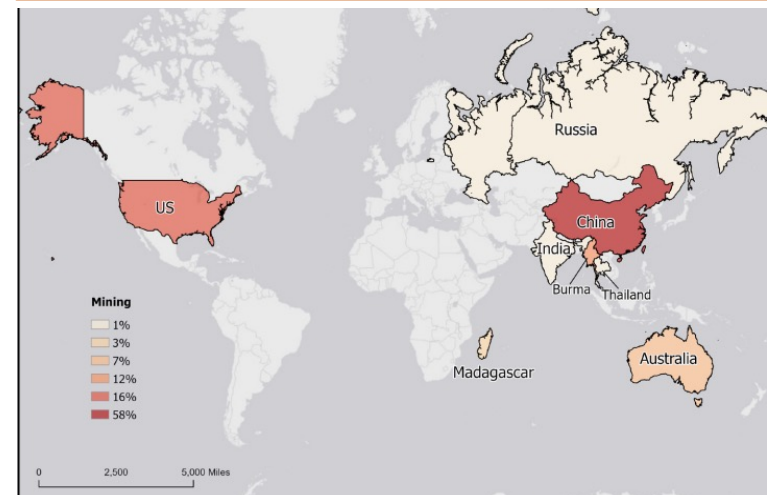 Russia
US
China
India
Burma
Thailand
Mining
1%
3%
7%
12%
16%
58%
Madagascar
Australia
0 2,500 5,000 Miles